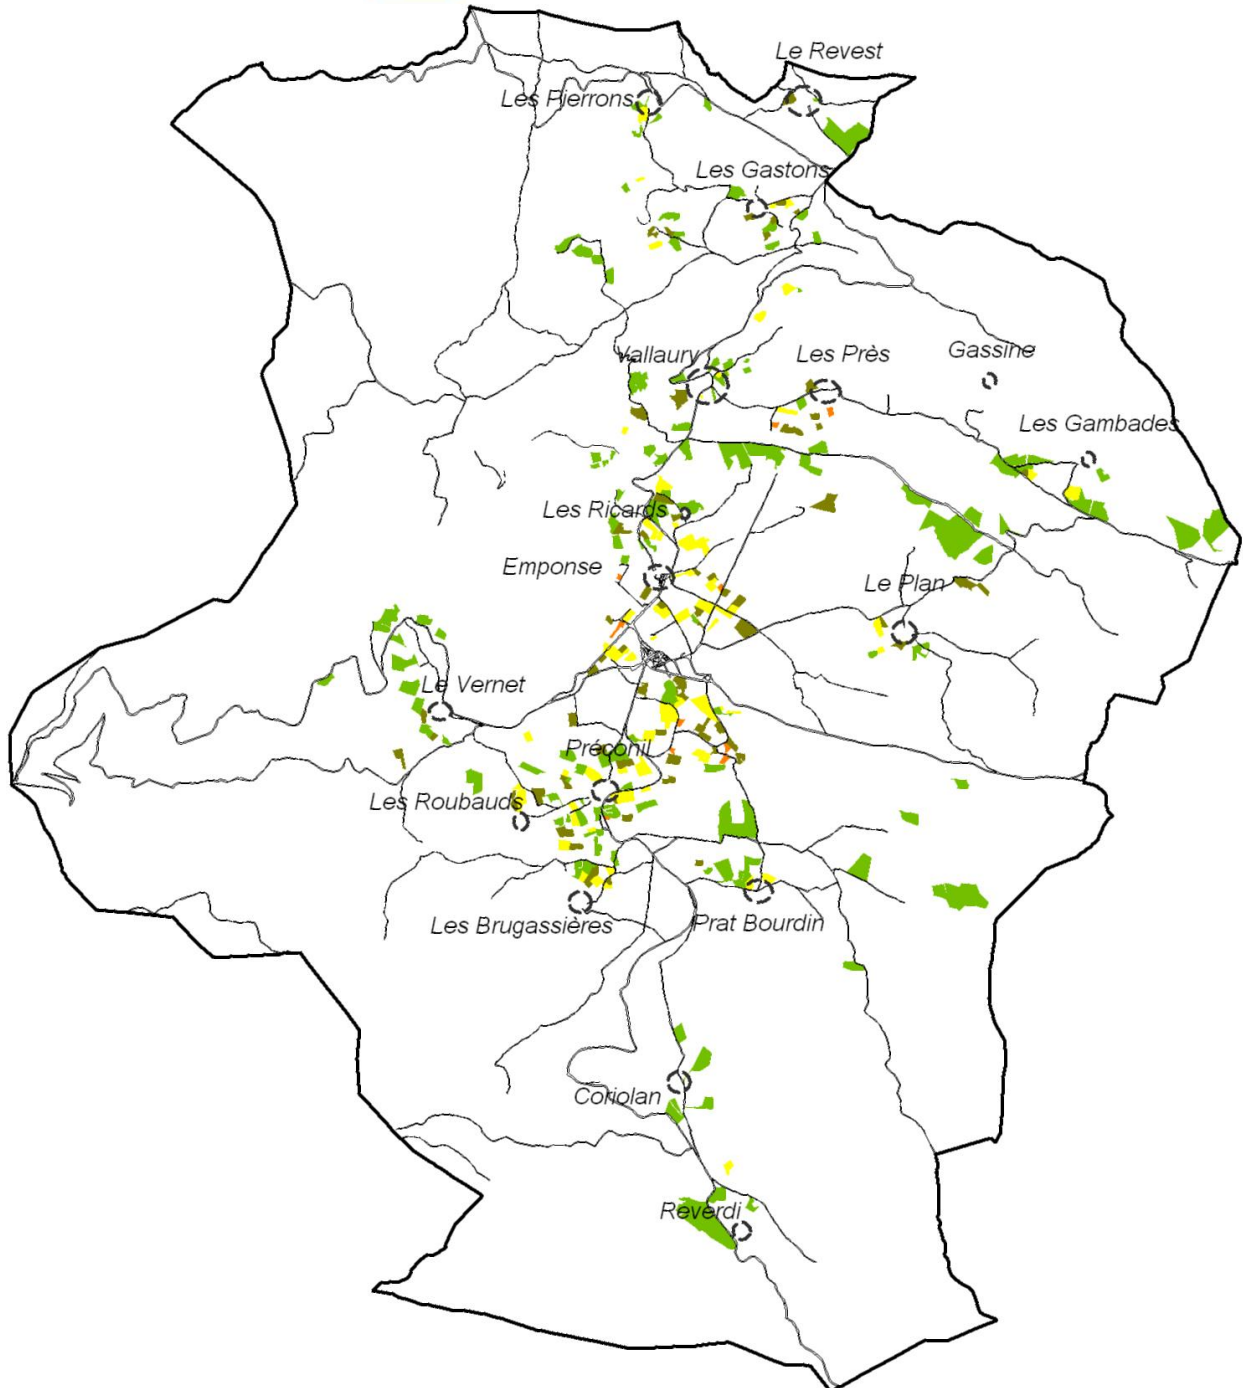 Le Revest
Les Pierrons
Les Gastons
Vallaury
Les Près
Gassine
Les Gambades
Les Ricards
Emponse
Le Plan
Le Vernet
Préconil
Les Roubauds
Les Brugassières
Prat Bourdin
Coriolan
Reverdi